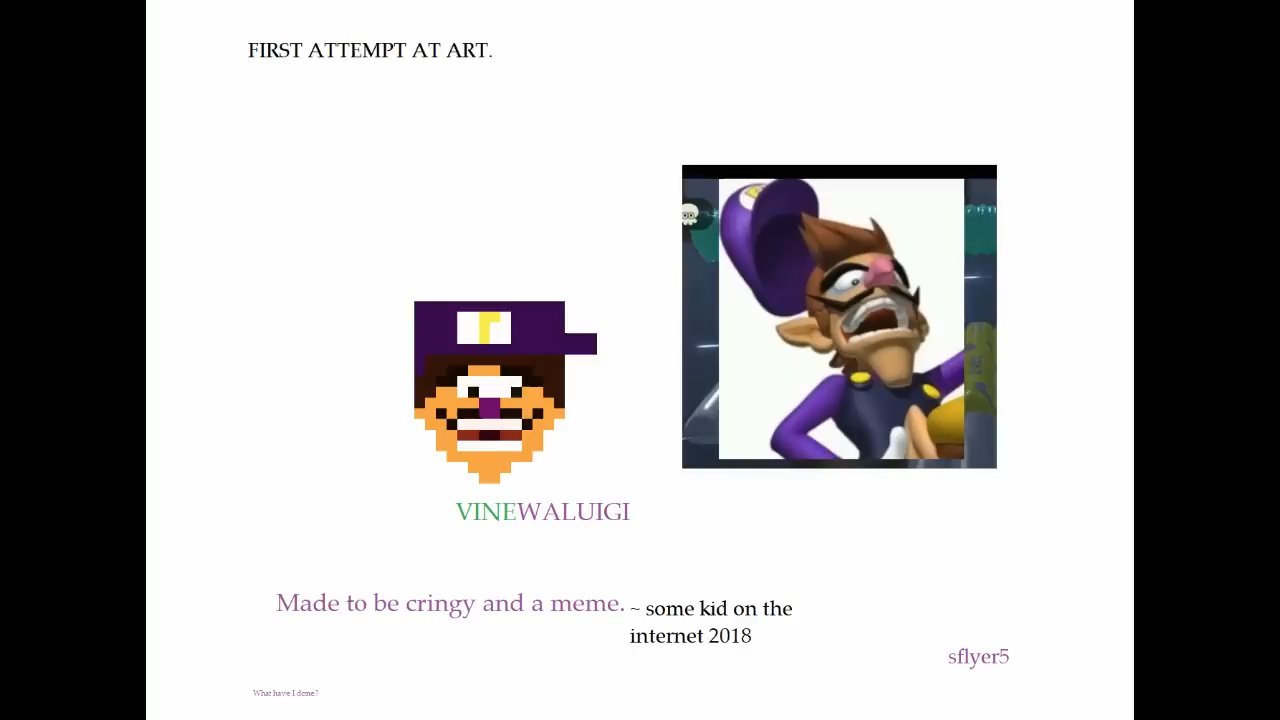 FIRST ATTEMPT AT ART.
VINEWALUIGI
Made to be cringy and a meme. ~ some kid on the
internet 2018
sflyer5
What have I done?